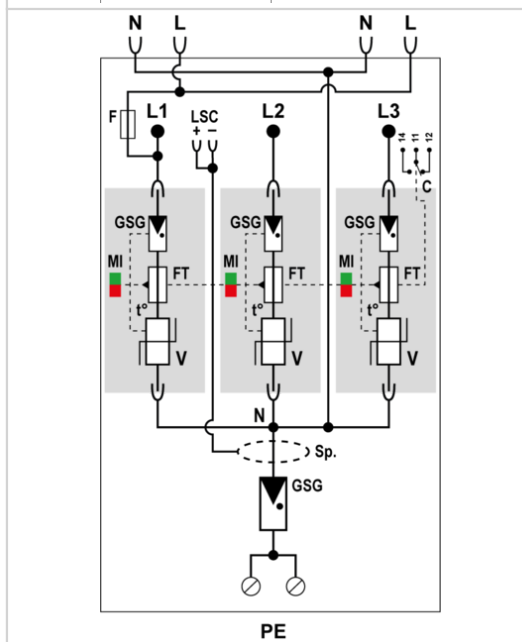 N L N L
F L1 LSC L2 L3
+ −
14 11 12
C
GSG GSG GSG
MI FT MI FT MI FT
t° t° t°
V V V
N
Sp.
GSG
PE